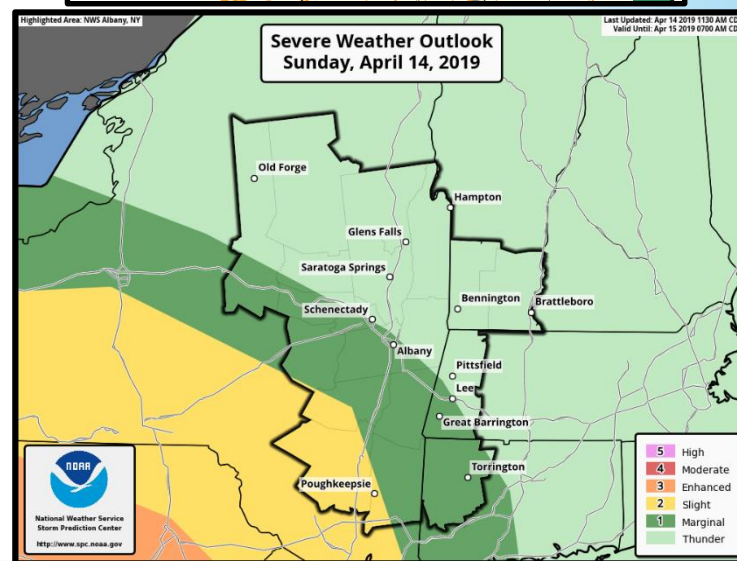 Highlighted Area: NWS Albany, NY
Last Updated: Apr 14 2019 1130 AM CD
Valid Until: Apr 15 2019 0700 AM CD
Severe Weather Outlook
Sunday, April 14, 2019
Old Forge
Hampton
Glens Falls
Saratoga Springs
Schenectady
Bennington
Brattleboro
Albany
Pittsfield
Lee
Great Barrington
Torrington
Poughkeepsie
NOAA
National Weather Service
Storm Prediction Center
http://www.spc.noaa.gov
5 High
4 Moderate
3 Enhanced
2 Slight
1 Marginal
Thunder